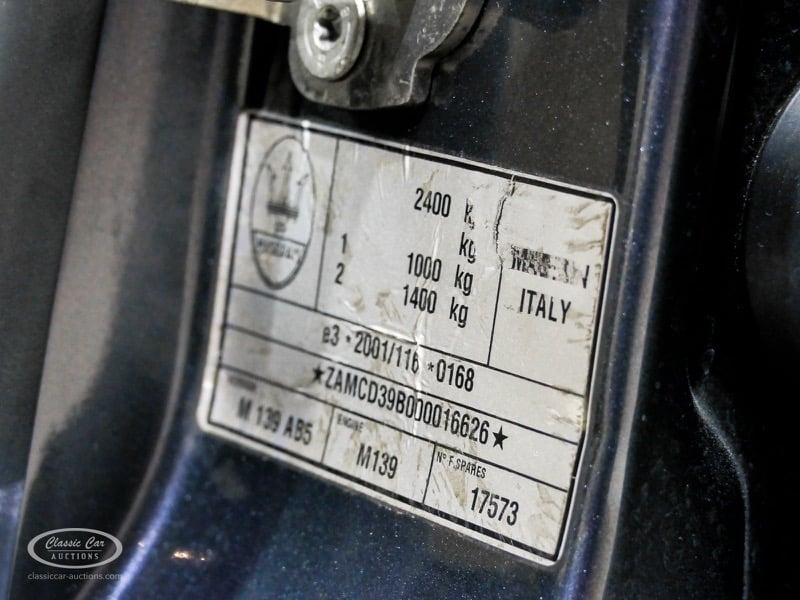 2400 kg
kg
1 1000 kg
2 1400 kg
ITALY
e3*2001/116*0168
★ZAMCD39B000016626★
M 139 AB5
ENGINE
M139
N° F.SPARES
17573
Classic Car
AUCTIONS
classiccar-auctions.com